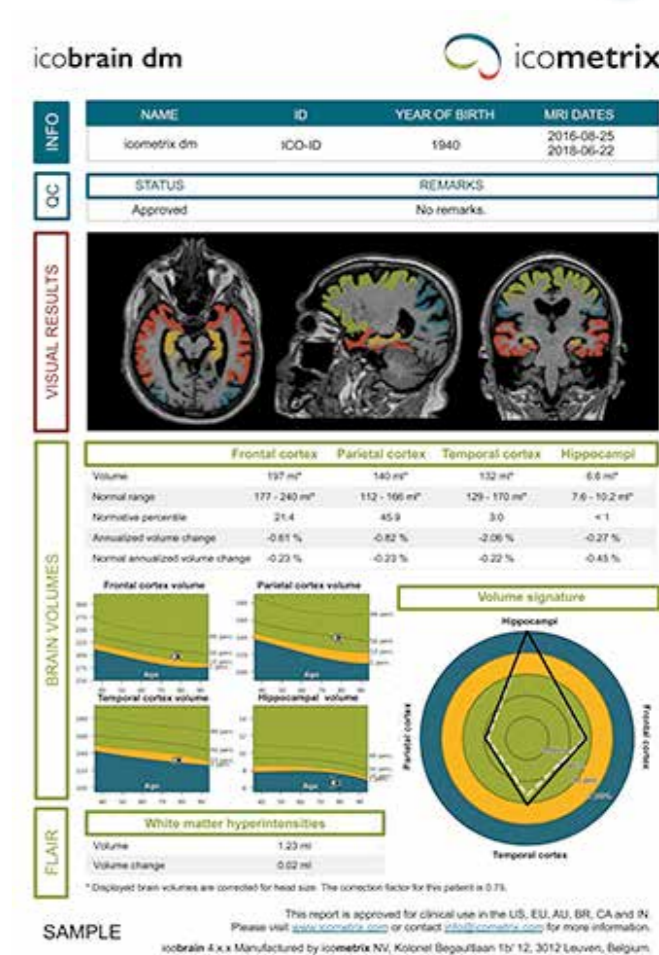 icobrain dm
icometrix
INFO
NAME ID YEAR OF BIRTH MRI DATES
icometrix dm ICO-ID 1940 2016-08-25
2018-06-22
QC
STATUS REMARKS
Approved No remarks.
VISUAL RESULTS
BRAIN VOLUMES
Frontal cortex Parietal cortex Temporal cortex Hippocampi
Volume 197 ml* 140 ml* 132 ml* 6.6 ml*
Normal range 177 - 240 ml* 112 - 166 ml* 129 - 170 ml* 7.6 - 10.2 ml*
Normative percentile 21.4 45.9 3.0 < 1
Annualized volume change -0.61 % -0.82 % -2.06 % -0.27 %
Normal annualized volume change -0.23 % -0.23 % -0.22 % -0.45 %
Frontal cortex volume
Age
Parietal cortex volume
Age
Temporal cortex volume
Age
Hippocampal volume
Age
Volume signature
Hippocampi
Parietal cortex
Frontal cortex
Temporal cortex
FLAIR
White matter hyperintensities
Volume 1.23 ml
Volume change 0.02 ml
* Displayed brain volumes are corrected for head size. The correction factor for this patient is 0.79.
SAMPLE
This report is approved for clinical use in the US, EU, AU, BR, CA and IN.
Please visit www.icometrix.com or contact info@icometrix.com for more information.
icobrain 4.x.x Manufactured by icometrix NV, Kolonel Begaultlaan 1b/ 12, 3012 Leuven, Belgium.